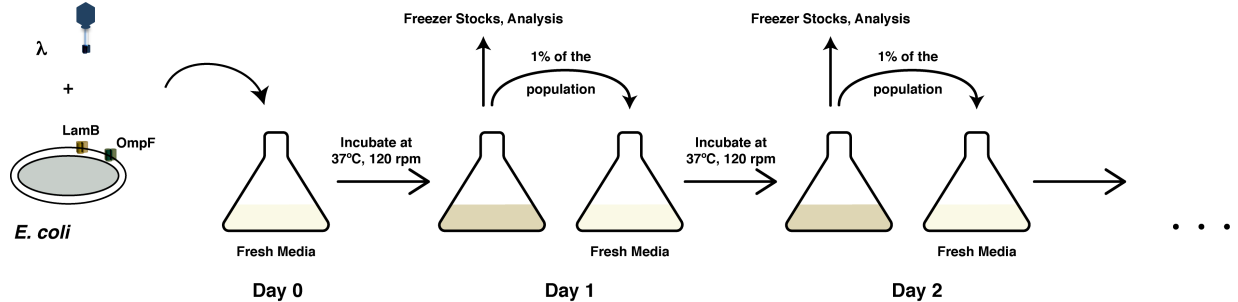 λ
+
LamB
OmpF
E. coli
Fresh Media
Day 0
Incubate at
37ºC, 120 rpm
Freezer Stocks, Analysis
1% of the
population
Fresh Media
Day 1
Incubate at
37ºC, 120 rpm
Freezer Stocks, Analysis
1% of the
population
Fresh Media
Day 2
. . .